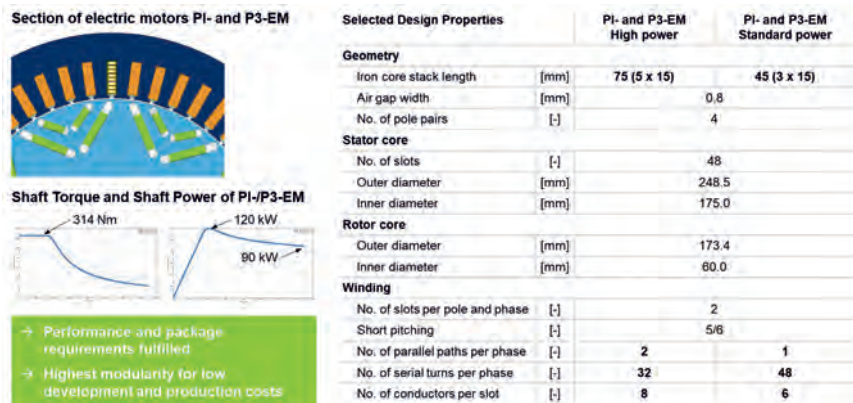 Section of electric motors PI- and P3-EM
Shaft Torque and Shaft Power of PI-/P3-EM
314 Nm
120 kW
90 kW
→ Performance and package
requirements fulfilled
→ Highest modularity for low
development and production costs
Selected Design Properties PI- and P3-EM High power PI- and P3-EM Standard power
Geometry
Iron core stack length [mm] 75 (5 x 15) 45 (3 x 15)
Air gap width [mm] 0,8
No. of pole pairs [-] 4
Stator core
No. of slots [-] 48
Outer diameter [mm] 248.5
Inner diameter [mm] 175.0
Rotor core
Outer diameter [mm] 173.4
Inner diameter [mm] 60.0
Winding
No. of slots per pole and phase [-] 2
Short pitching [-] 5/6
No. of parallel paths per phase [-] 2 1
No. of serial turns per phase [-] 32 48
No. of conductors per slot [-] 8 6